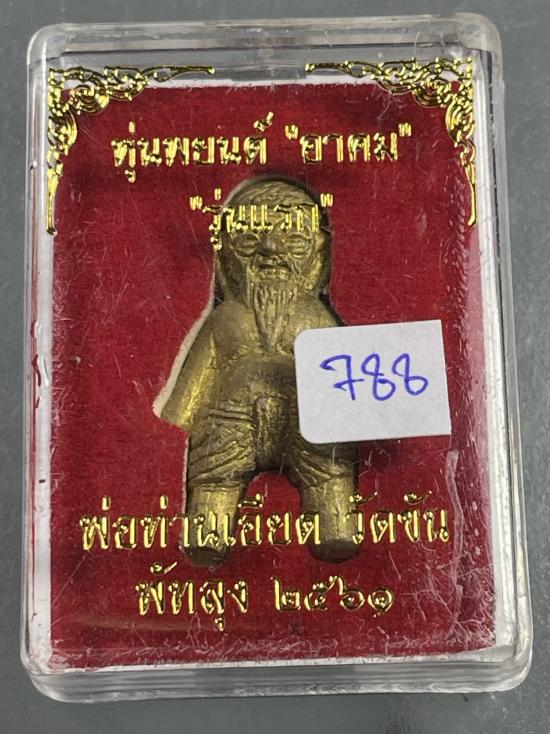 หุ่นพยนต์ "อาคม"
"รุ่นแรก"
788
พ่อท่านเอียด วัดขัน
พัทลุง ๒๕๖๑